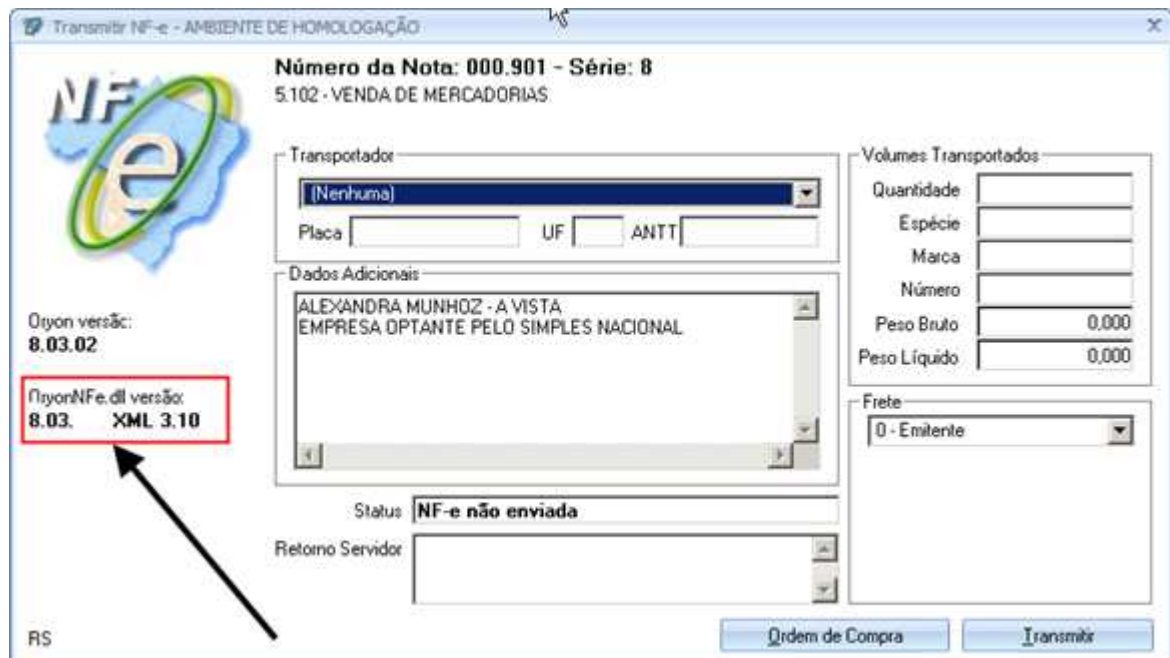 Transmitir NF-e - AMBIENTE DE HOMOLOGAÇÃO
NF
e
Número da Nota: 000.901 - Série: 8
5.102 - VENDA DE MERCADORIAS
Transportador
(Nenhuma)
Placa UF ANTT
Dados Adicionais
ALEXANDRA MUNHOZ - A VISTA
EMPRESA OPTANTE PELO SIMPLES NACIONAL
Volumes Transportados
Quantidade
Espécie
Marca
Número
Peso Bruto 0,000
Peso Líquido 0,000
Frete
0 - Emitente
Oryon versão:
8.03.02
OryonNFe.dll versão:
8.03. XML 3.10
Status NF-e não enviada
Retorno Servidor
RS
Ordem de Compra
Transmitir